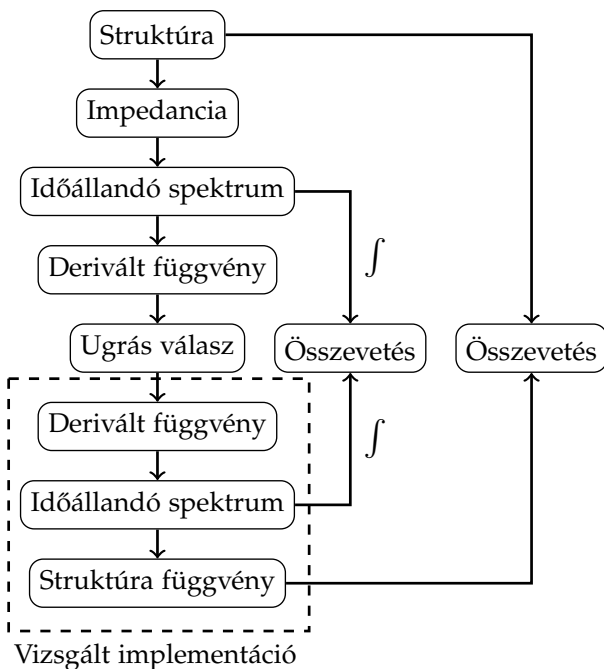 Struktúra
Impedancia
Időállandó spektrum
∫
Derivált függvény
Ugrás válasz
Összevetés
Összevetés
Derivált függvény
∫
Időállandó spektrum
Struktúra függvény
Vizsgált implementáció